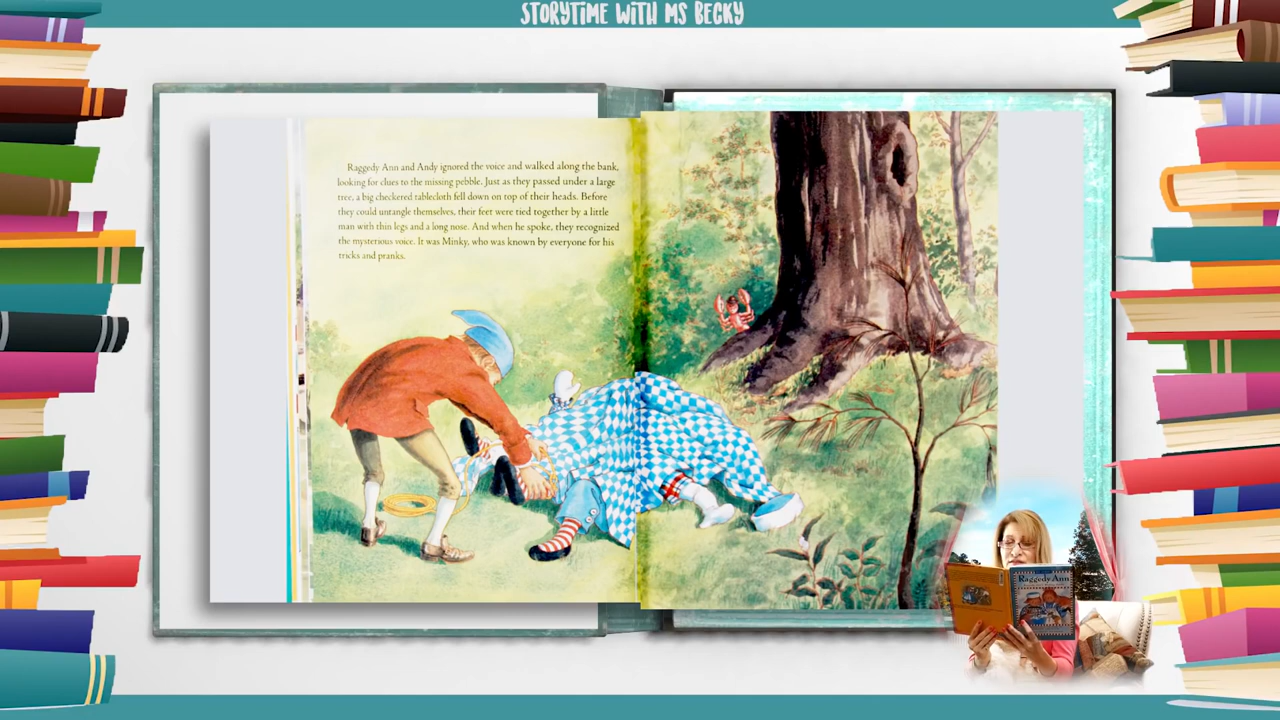 STORYTIME WITH MS BECKY
Raggedy Ann and Andy ignored the voice and walked along the bank,
looking for clues to the missing pebble. Just as they passed under a large
tree, a big checkered tablecloth fell down on top of their heads. Before
they could untangle themselves, their feet were tied together by a little
man with thin legs and a long nose. And when he spoke, they recognized
the mysterious voice. It was Minky, who was known by everyone for his
tricks and pranks.
Raggedy Ann